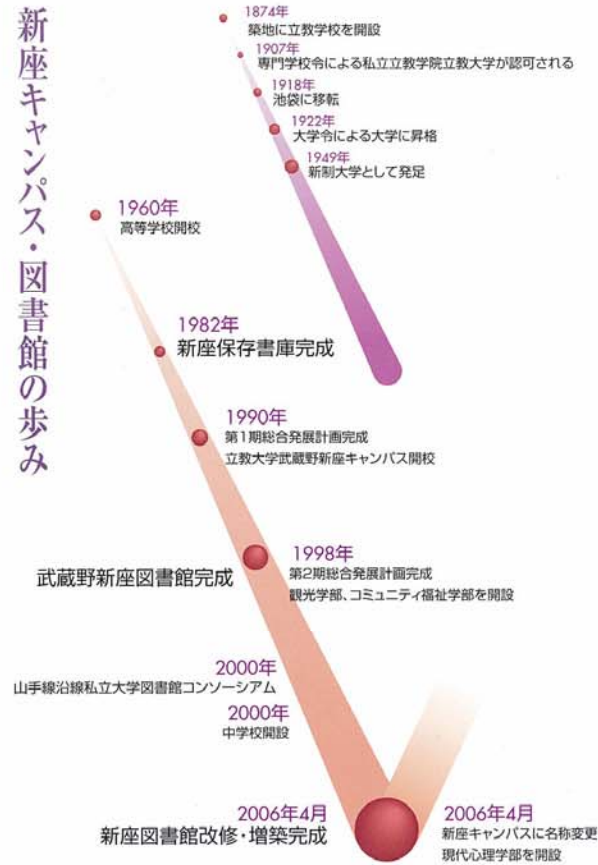 新座キャンパス・図書館の歩み
1874年
築地に立教学校を開設
1907年
専門学校令による私立立教学院立教大学が認可される
1918年
池袋に移転
1922年
大学令による大学に昇格
1949年
新制大学として発足
1960年
高等学校開校
1982年
新座保存書庫完成
1990年
第1期総合発展計画完成
立教大学武蔵野新座キャンパス開校
武蔵野新座図書館完成
1998年
第2期総合発展計画完成
観光学部、コミュニティ福祉学部を開設
2000年
山手線沿線私立大学図書館コンソーシアム
2000年
中学校開設
2006年4月
新座図書館改修・増築完成
2006年4月
新座キャンパスに名称変更
現代心理学部を開設